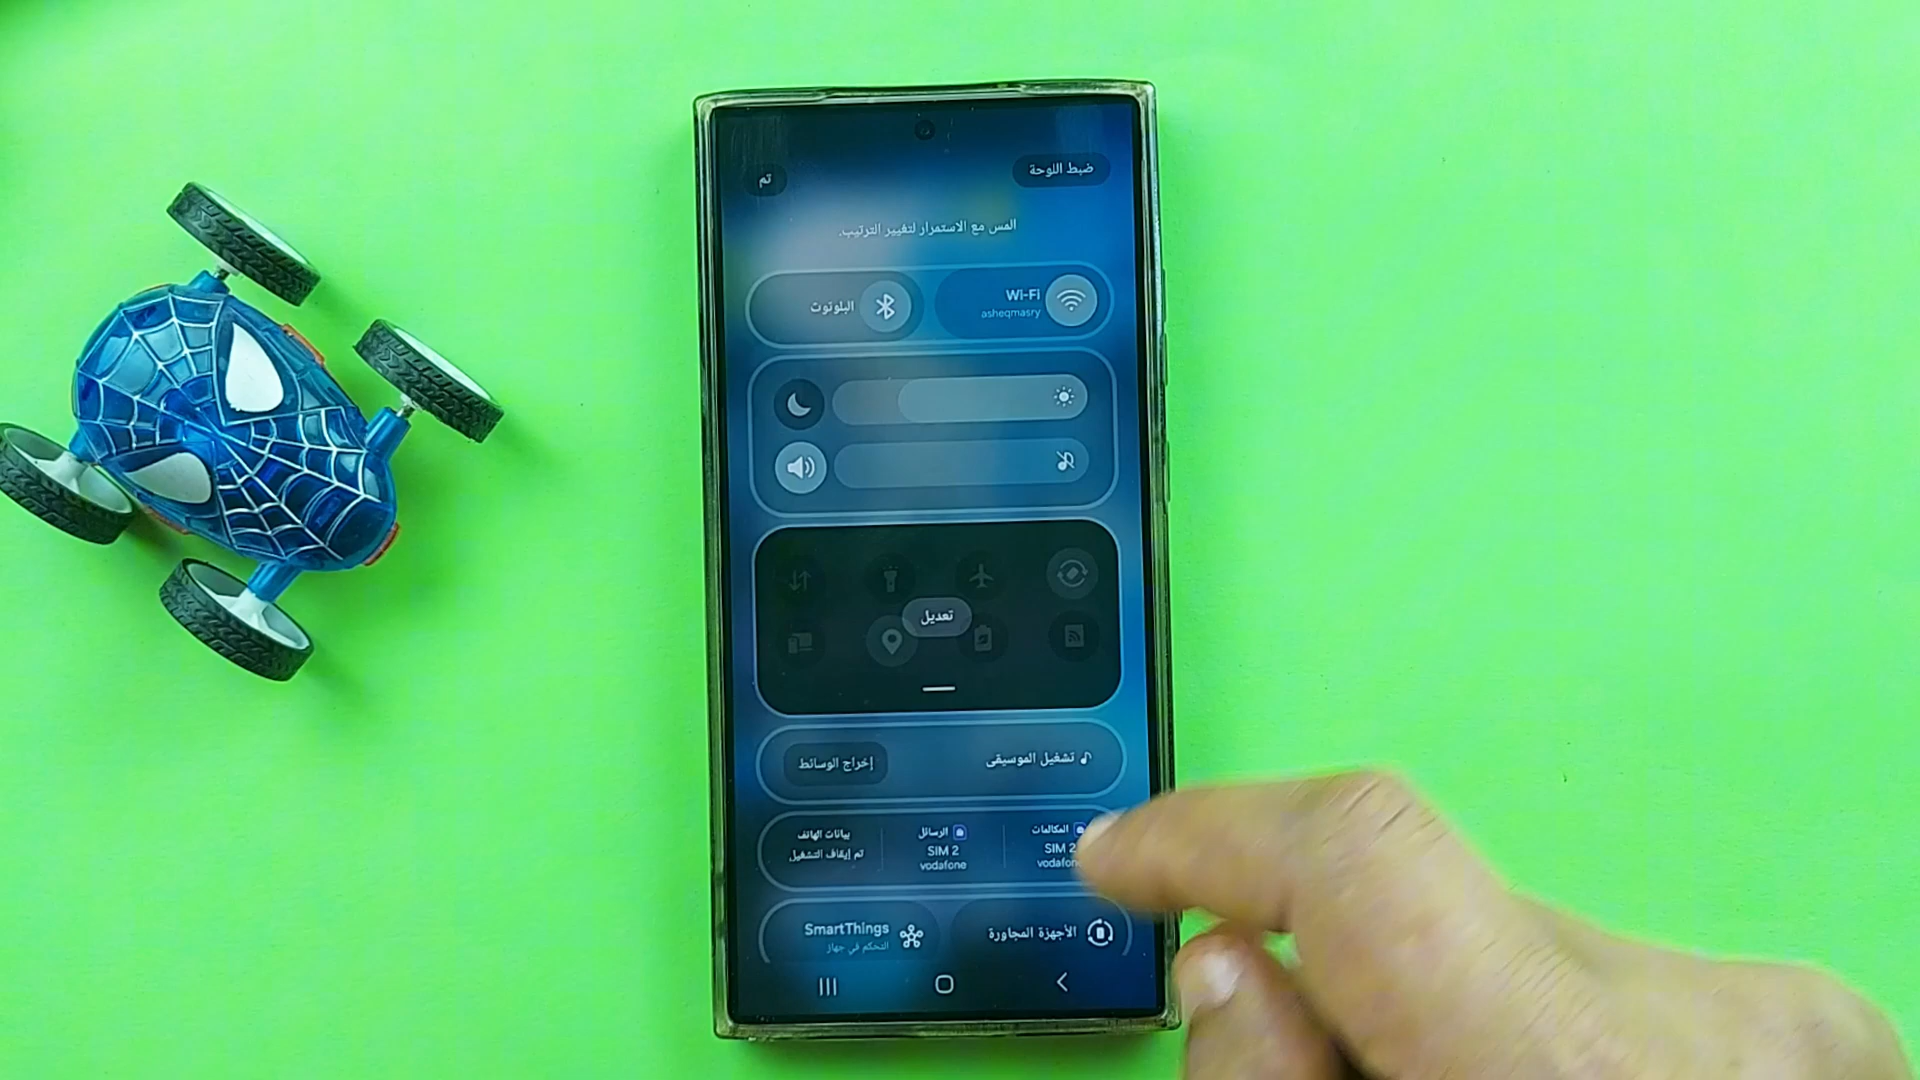 ضبط اللوحة
تم
المس مع الاستمرار لتغيير الترتيب.
Wi-Fi
asheqmasry
البلوتوث
تعديل
تشغيل الموسيقى
إخراج الوسائط
المكالمات
SIM 2
vodafone
الرسائل
SIM 2
vodafone
بيانات الهاتف
تم إيقاف التشغيل
الأجهزة المجاورة
SmartThings
التحكم في جهاز